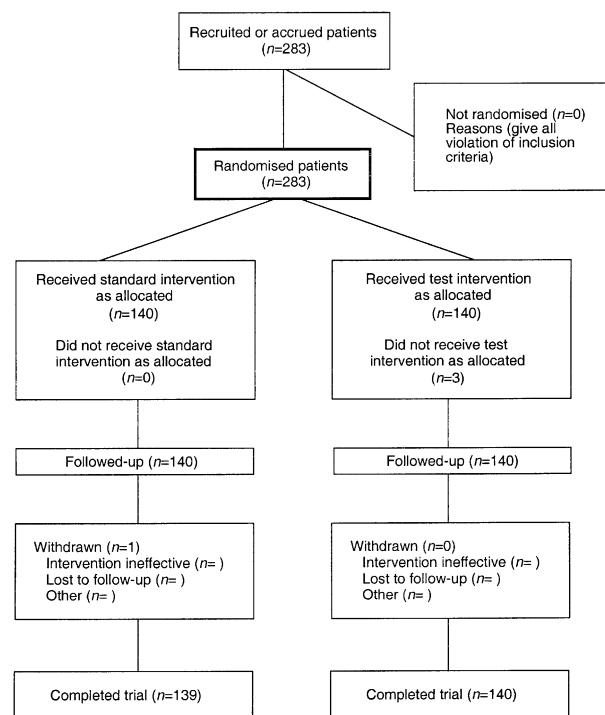 Recruited or accrued patients
(n=283)
Not randomised (n=0)
Reasons (give all
violation of inclusion
criteria)
Randomised patients
(n=283)
Received standard intervention
as allocated
(n=140)
Did not receive standard
intervention as allocated
(n=0)
Received test intervention
as allocated
(n=140)
Did not receive test
intervention as allocated
(n=3)
Followed-up (n=140)
Followed-up (n=140)
Withdrawn (n=1)
Intervention ineffective (n= )
Lost to follow-up (n= )
Other (n= )
Withdrawn (n=0)
Intervention ineffective (n= )
Lost to follow-up (n= )
Other (n= )
Completed trial (n=139)
Completed trial (n=140)